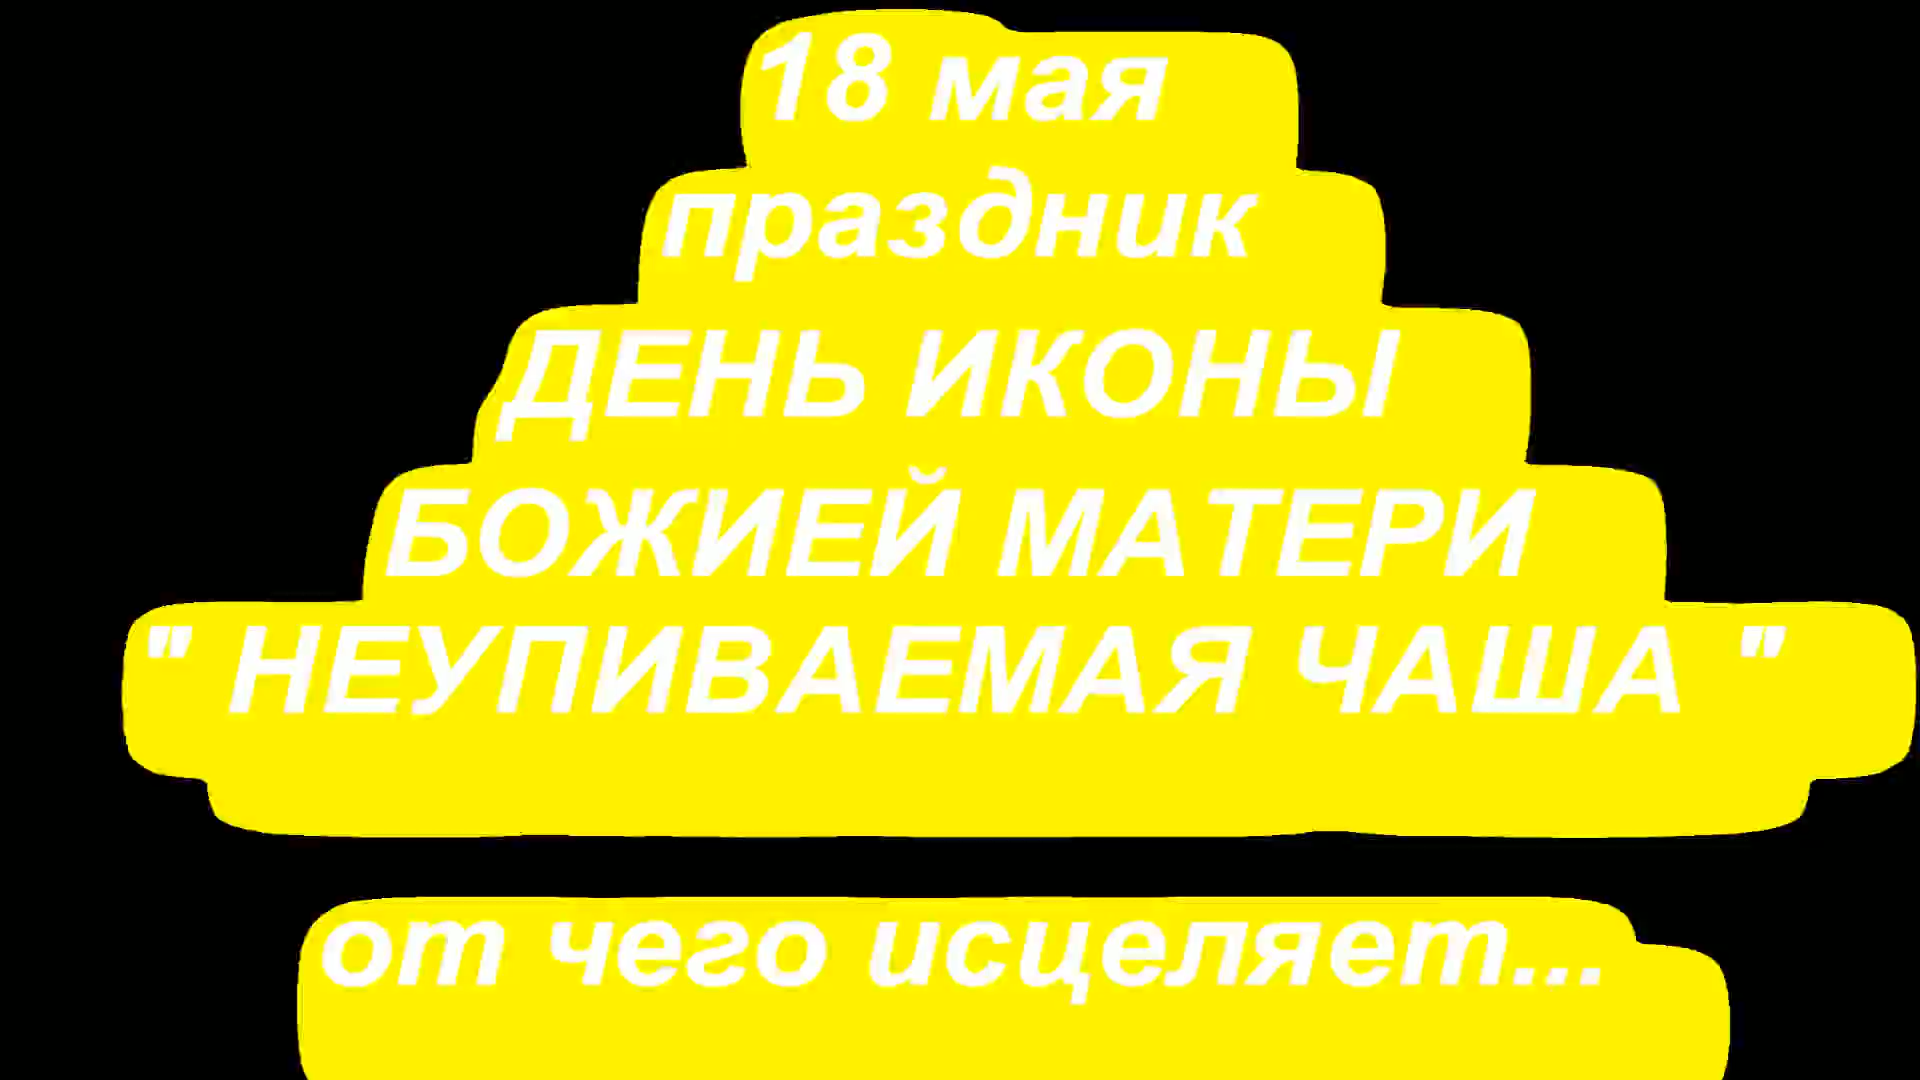 18 мая
праздник
ДЕНЬ ИКОНЫ
БОЖИЕЙ МАТЕРИ
" НЕУПИВАЕМАЯ ЧАША "
от чего исцеляет...